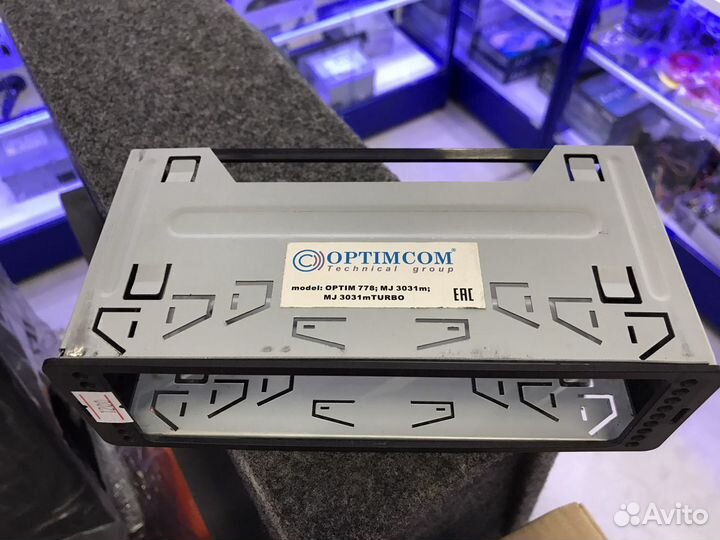 OPTIMCOM®
Technical group
model: OPTIM 778; MJ 3031m;
MJ 3031mTURBO
EAC
Avito